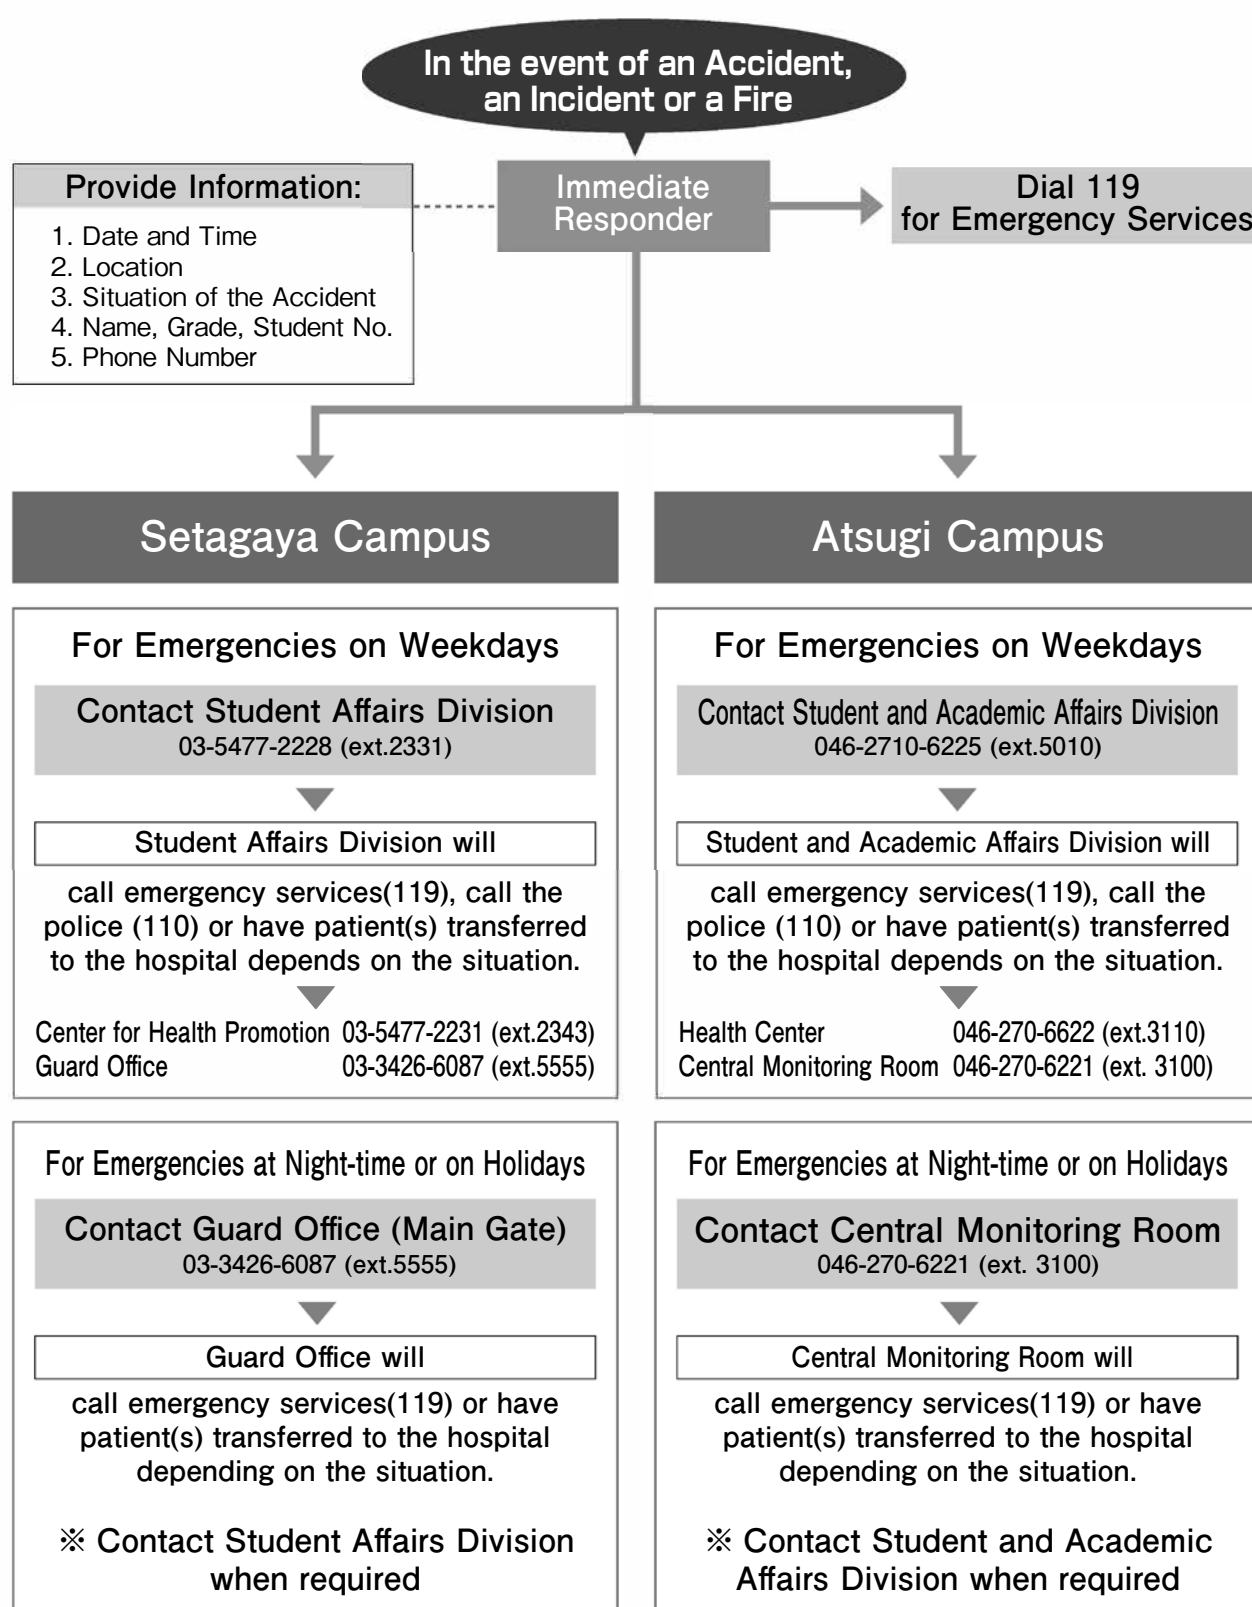 In the event of an Accident,
an Incident or a Fire
Provide Information:
1. Date and Time
2. Location
3. Situation of the Accident
4. Name, Grade, Student No.
5. Phone Number
Immediate
Responder
Dial 119
for Emergency Services
Setagaya Campus
For Emergencies on Weekdays
Contact Student Affairs Division
03-5477-2228 (ext.2331)
Student Affairs Division will
call emergency services(119), call the
police (110) or have patient(s) transferred
to the hospital depends on the situation.
Center for Health Promotion 03-5477-2231 (ext.2343)
Guard Office 03-3426-6087 (ext.5555)
For Emergencies at Night-time or on Holidays
Contact Guard Office (Main Gate)
03-3426-6087 (ext.5555)
Guard Office will
call emergency services(119) or have
patient(s) transferred to the hospital
depending on the situation.
※ Contact Student Affairs Division
when required
Atsugi Campus
For Emergencies on Weekdays
Contact Student and Academic Affairs Division
046-2710-6225 (ext.5010)
Student and Academic Affairs Division will
call emergency services(119), call the
police (110) or have patient(s) transferred
to the hospital depends on the situation.
Health Center 046-270-6622 (ext.3110)
Central Monitoring Room 046-270-6221 (ext. 3100)
For Emergencies at Night-time or on Holidays
Contact Central Monitoring Room
046-270-6221 (ext. 3100)
Central Monitoring Room will
call emergency services(119) or have
patient(s) transferred to the hospital
depending on the situation.
※ Contact Student and Academic
Affairs Division when required